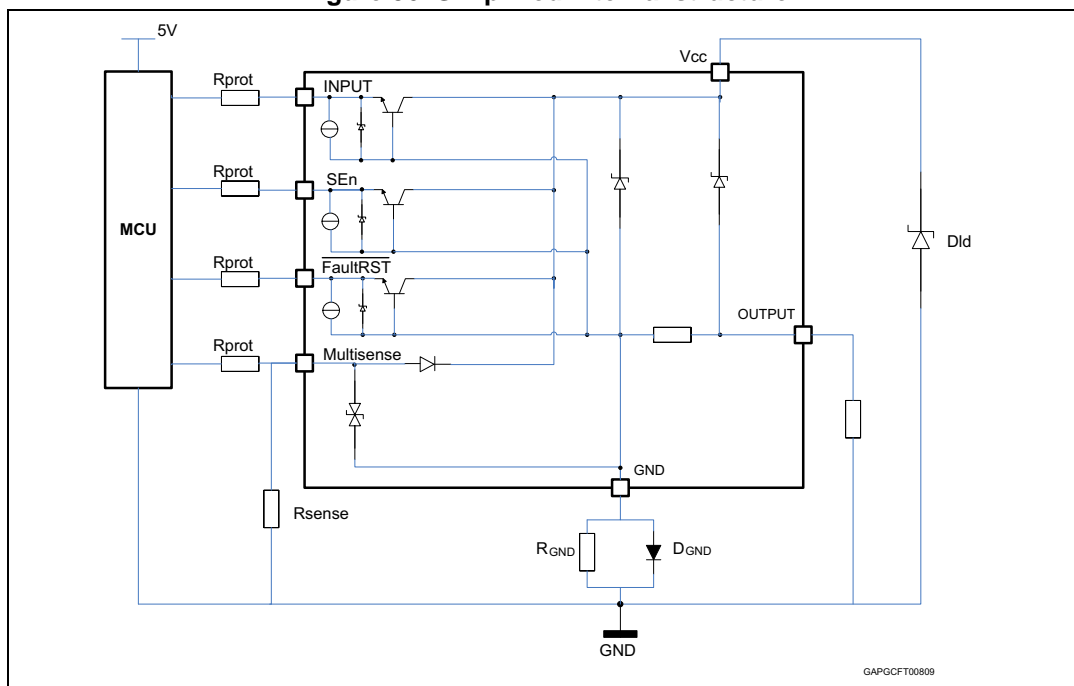 5V
Vcc
Rprot
INPUT
Rprot
SEn
MCU
Dld
Rprot
FaultRST
OUTPUT
Rprot
Multisense
GND
Rsense
RGND
DGND
GND
GAPGCFT00809